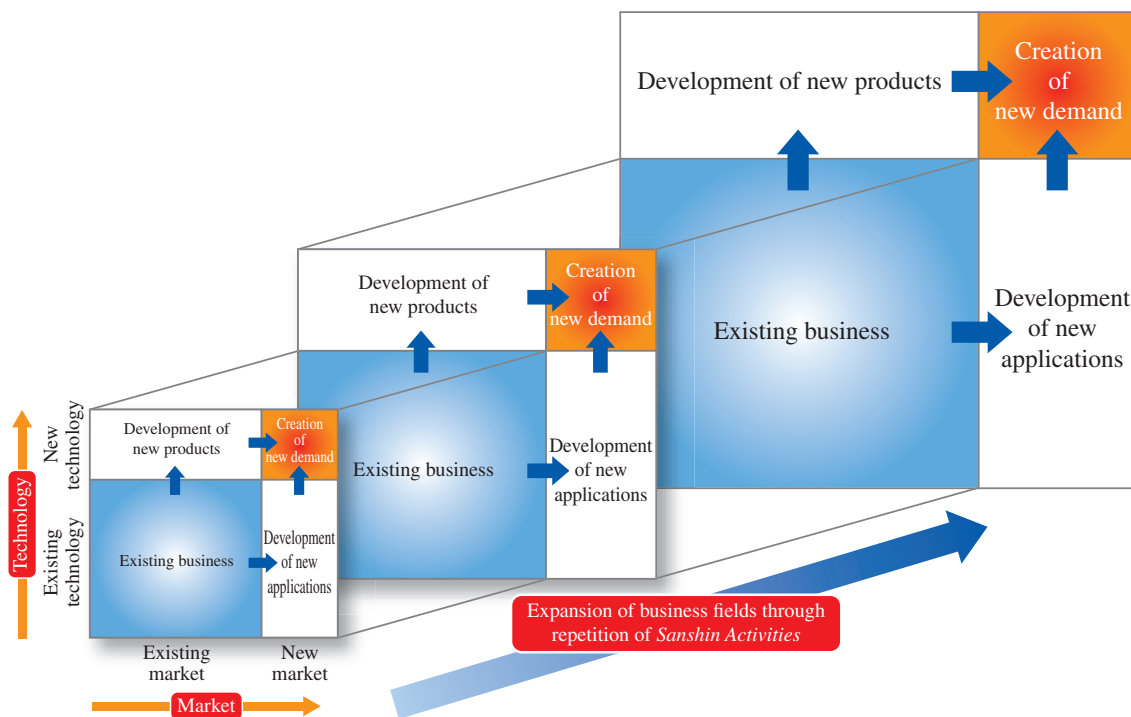 Development of new products
Creation
of
new demand
Existing business
Development
of new
applications
Development of
new products
Creation
of
new demand
Existing business
Development
of new
applications
Development of
new products
Creation
of
new demand
Existing business
Development
of new
applications
Technology
New
technology
Existing
technology
Existing
market
New
market
Market
Expansion of business fields through
repetition of Sanshin Activities